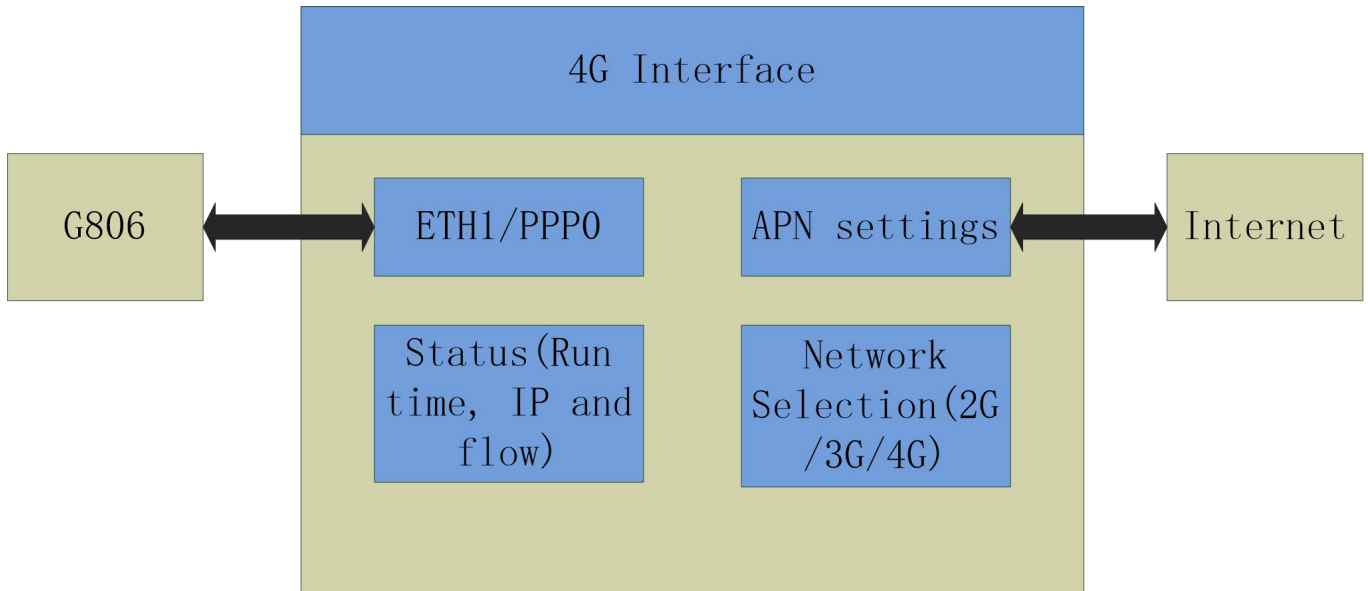 4G Interface
G806
ETH1/PPP0
APN settings
Internet
Status(Run
time, IP and
flow)
Network
Selection(2G
/3G/4G)